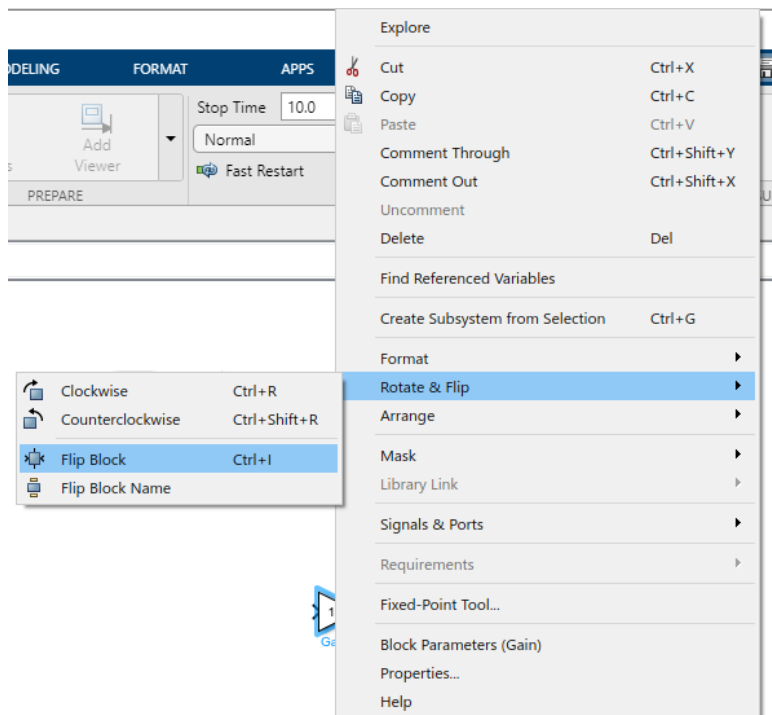 Explore
ODELING FORMAT APPS
Cut Ctrl+X
Copy Ctrl+C
Stop Time 10.0
Paste Ctrl+V
Add
Viewer
Normal
Comment Through Ctrl+Shift+Y
Fast Restart
Comment Out Ctrl+Shift+X
PREPARE
Uncomment
Delete Del
Find Referenced Variables
Create Subsystem from Selection Ctrl+G
Format
Rotate & Flip
Arrange
Clockwise Ctrl+R
Counterclockwise Ctrl+Shift+R
Flip Block Ctrl+I
Flip Block Name
Mask
Library Link
Signals & Ports
Requirements
Fixed-Point Tool...
1
Ga
Block Parameters (Gain)
Properties...
Help